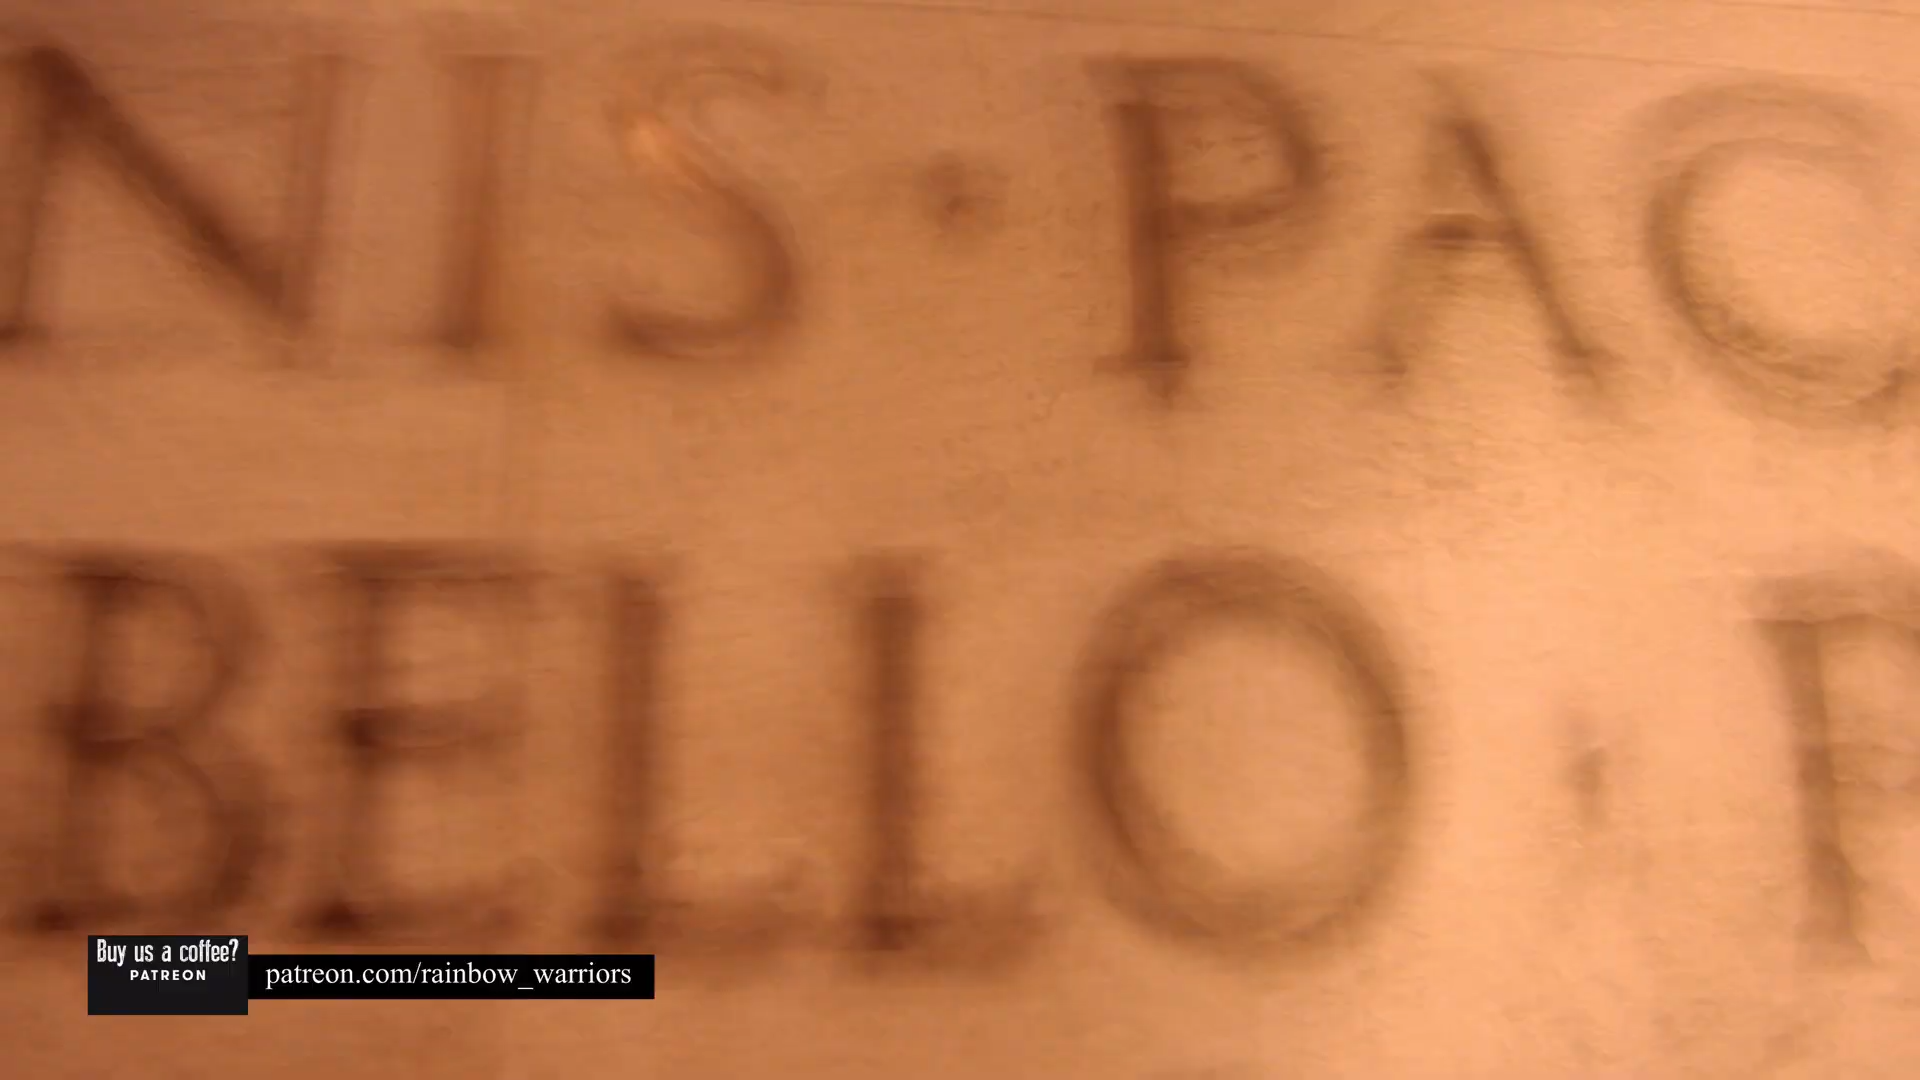 NIS · PAC
BELLO ·
Buy us a coffee?
PATREON
patreon.com/rainbow_warriors